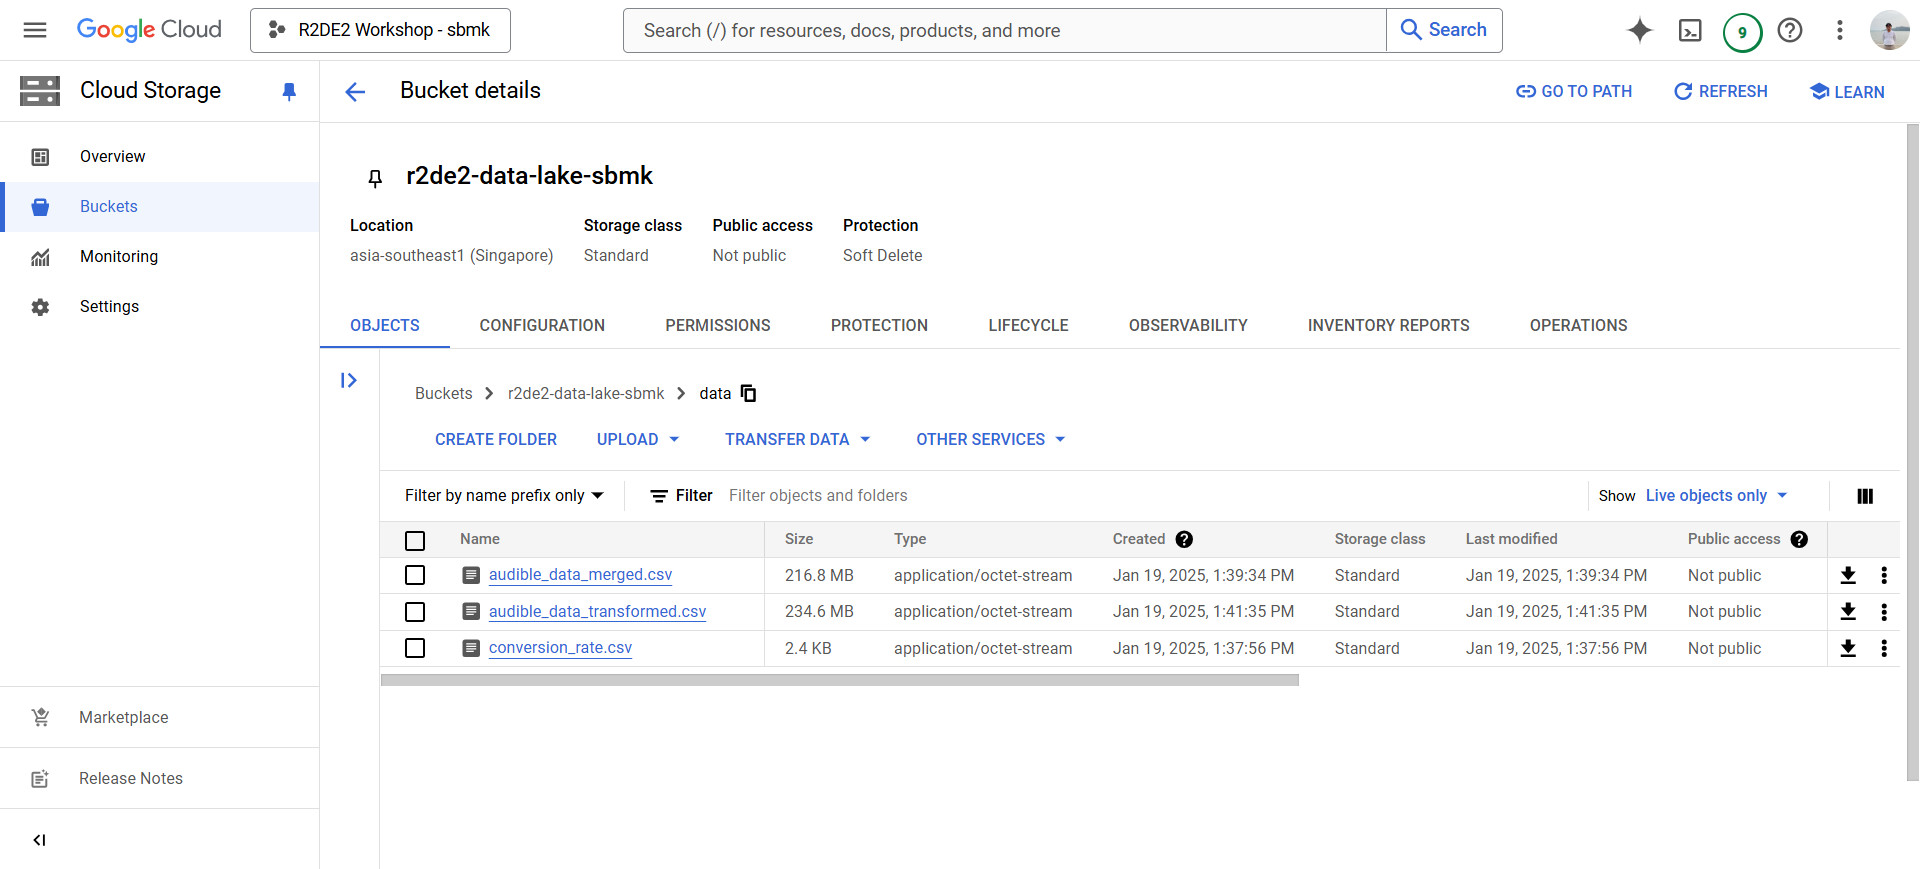 Google Cloud
R2DE2 Workshop - sbmk
Search (/) for resources, docs, products, and more
Search
9
Cloud Storage
Bucket details
GO TO PATH
REFRESH
LEARN
Overview
Buckets
Monitoring
Settings
Marketplace
Release Notes
r2de2-data-lake-sbmk
Location Storage class Public access Protection
asia-southeast1 (Singapore) Standard Not public Soft Delete
OBJECTS CONFIGURATION PERMISSIONS PROTECTION LIFECYCLE OBSERVABILITY INVENTORY REPORTS OPERATIONS
Buckets > r2de2-data-lake-sbmk > data
CREATE FOLDER UPLOAD TRANSFER DATA OTHER SERVICES
Filter by name prefix only Filter Filter objects and folders Show Live objects only
Name Size Type Created Storage class Last modified Public access
audible_data_merged.csv 216.8 MB application/octet-stream Jan 19, 2025, 1:39:34 PM Standard Jan 19, 2025, 1:39:34 PM Not public
audible_data_transformed.csv 234.6 MB application/octet-stream Jan 19, 2025, 1:41:35 PM Standard Jan 19, 2025, 1:41:35 PM Not public
conversion_rate.csv 2.4 KB application/octet-stream Jan 19, 2025, 1:37:56 PM Standard Jan 19, 2025, 1:37:56 PM Not public